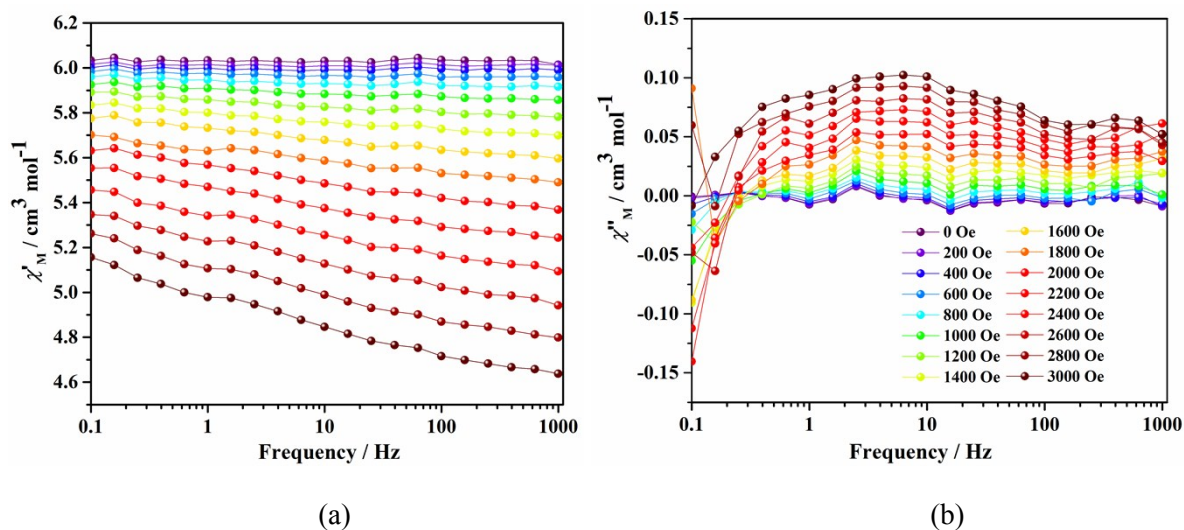 6.2
6.0
5.8
5.6
5.4
5.2
5.0
4.8
4.6
χ'M / cm³ mol⁻¹
0.1 1 10 100 1000
Frequency / Hz
(a)
0.15
0.10
0.05
0.00
-0.05
-0.10
-0.15
χ''M / cm³ mol⁻¹
0 Oe
200 Oe
400 Oe
600 Oe
800 Oe
1000 Oe
1200 Oe
1400 Oe
1600 Oe
1800 Oe
2000 Oe
2200 Oe
2400 Oe
2600 Oe
2800 Oe
3000 Oe
0.1 1 10 100 1000
Frequency / Hz
(b)